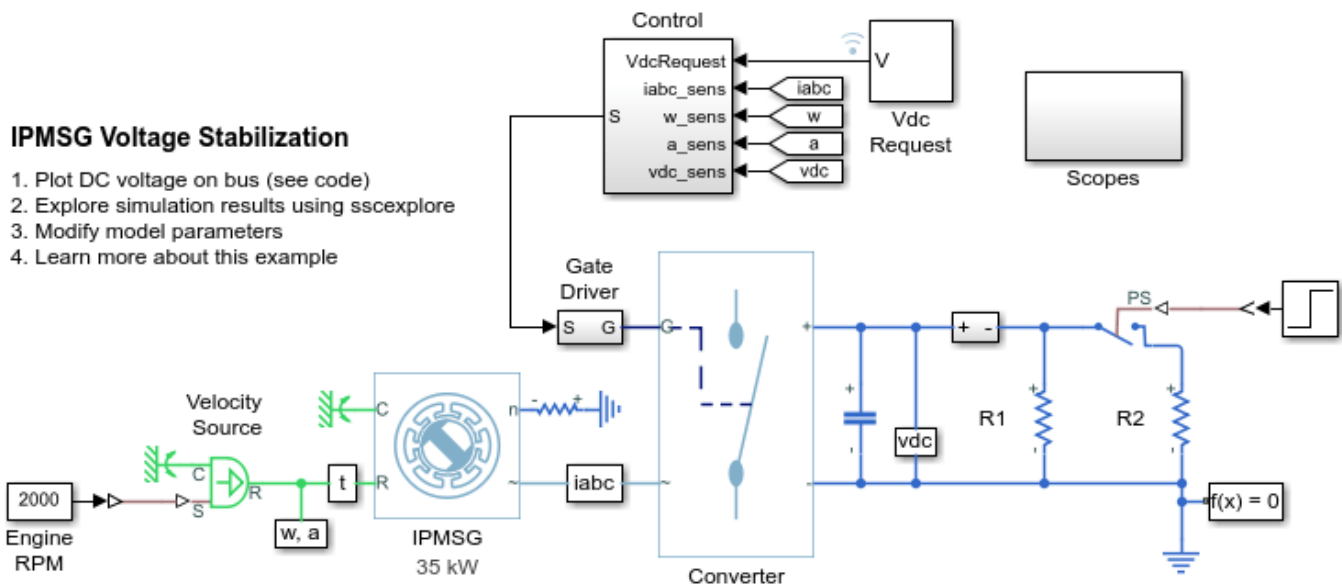 Control
VdcRequest
iabc_sens
w_sens
a_sens
vdc_sens
S
iabc
w
a
vdc
V
Vdc
Request
Scopes
IPMSG Voltage Stabilization
1. Plot DC voltage on bus (see code)
2. Explore simulation results using sscexplore
3. Modify model parameters
4. Learn more about this example
Gate
Driver
S G
G
+
+ -
PS
Velocity
Source
C
R
S
2000
Engine
RPM
w, a
t
C
R
n
~
- +
IPMSG
35 kW
iabc
~
-
Converter
+
-
vdc
R1
+
-
R2
+
-
f(x) = 0